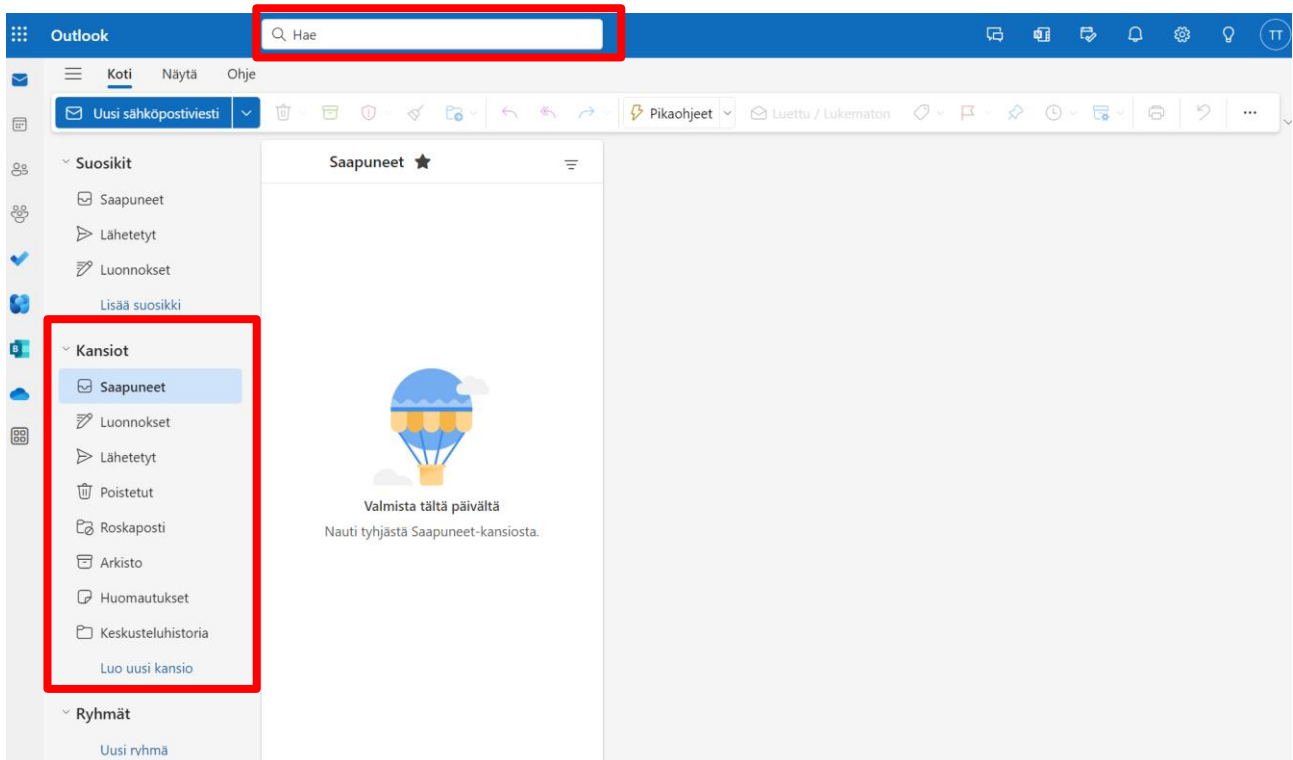 Outlook
Hae
TT
Koti Näytä Ohje
Uusi sähköpostiviesti
Pikaohjeet
Luettu / Lukematon
Suosikit
Saapuneet
Lähetetyt
Luonnokset
Lisää suosikki
Kansiot
Saapuneet
Luonnokset
Lähetetyt
Poistetut
Roskaposti
Arkisto
Huomautukset
Keskusteluhistoria
Luo uusi kansio
Ryhmät
Uusi ryhmä
Saapuneet
Valmista tältä päivältä
Nauti tyhjästä Saapuneet-kansiosta.